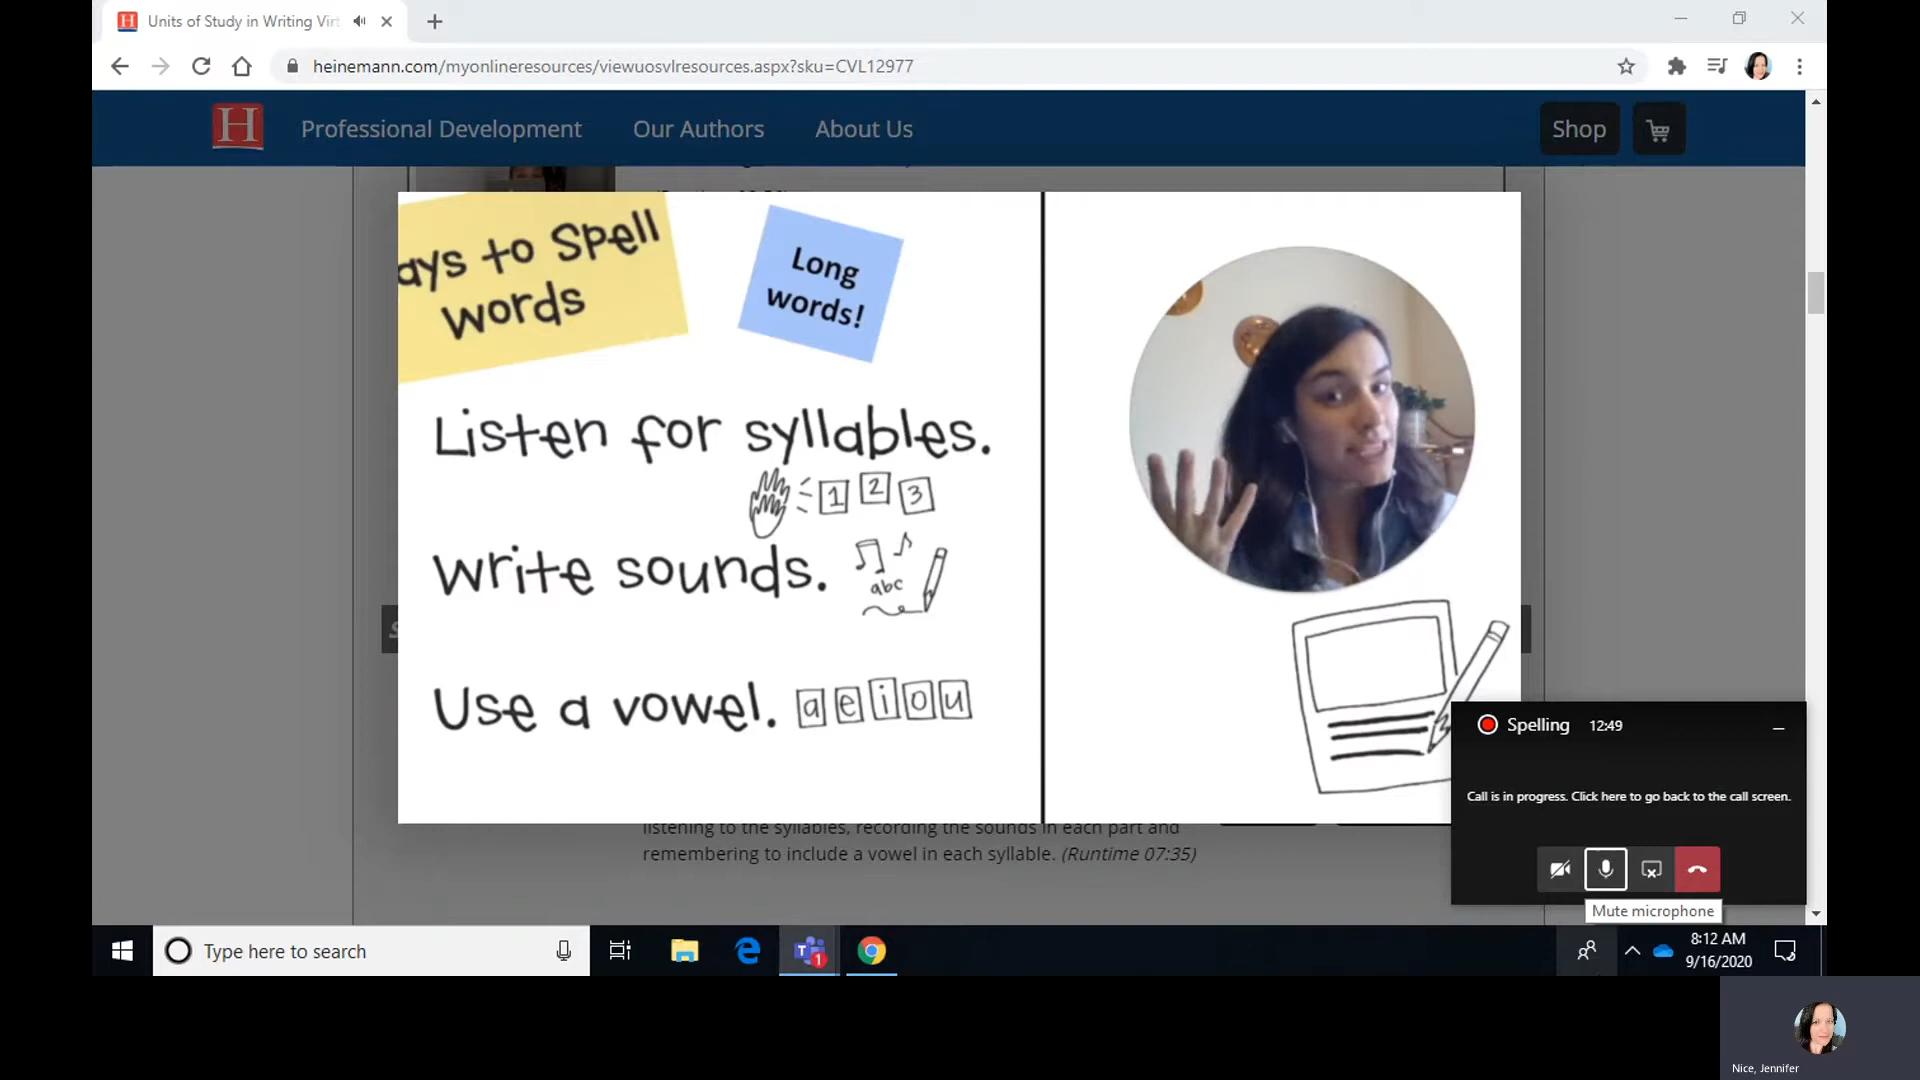 Units of Study in Writing Virt
heinemann.com/myonlineresources/viewuosvlresources.aspx?sku=CVL12977
H Professional Development Our Authors About Us Shop
ays to Spell
words
Long
words!
Listen for syllables.
1 2 3
Write sounds.
abc
Use a vowel. a e i o u
Spelling 12:49
Call is in progress. Click here to go back to the call screen.
Mute microphone
listening to the syllables, recording the sounds in each part and
remembering to include a vowel in each syllable. (Runtime 07:35)
Type here to search
1
8:12 AM
9/16/2020
Nice, Jennifer